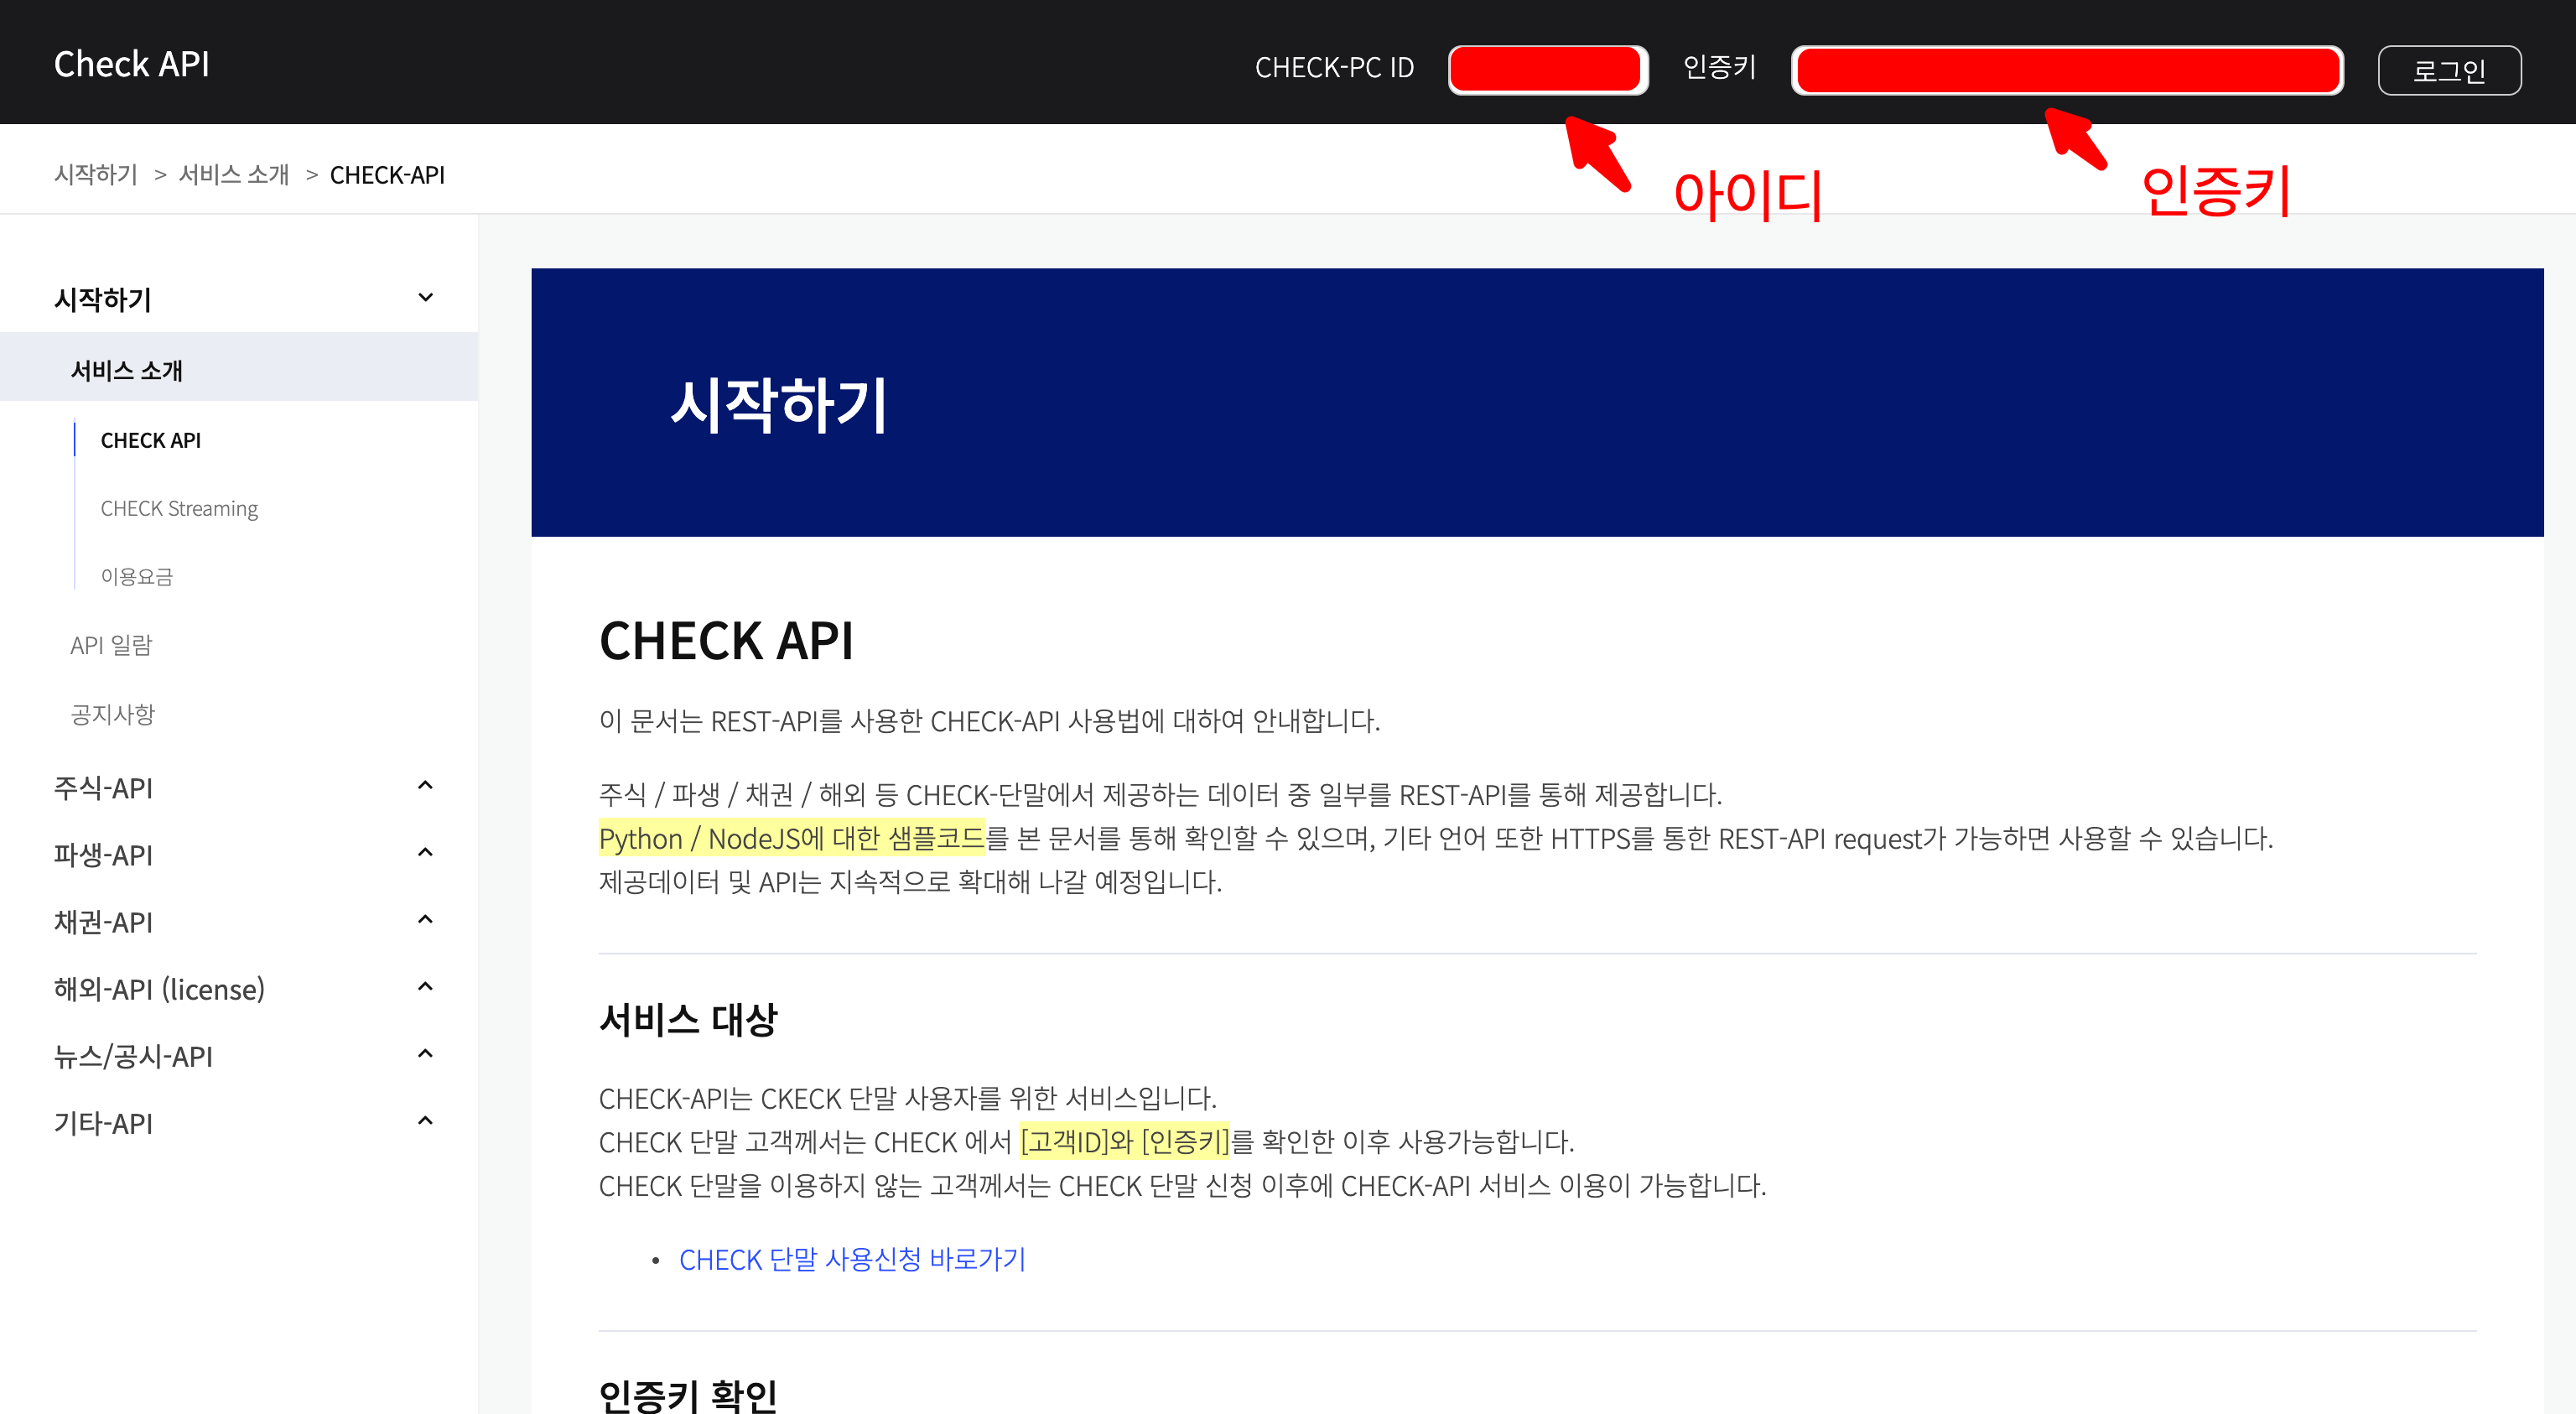 Check API
CHECK-PC ID
인증키
로그인
아이디
인증키
시작하기 > 서비스 소개 > CHECK-API
시작하기
서비스 소개
CHECK API
CHECK Streaming
이용요금
API 일람
공지사항
주식-API
파생-API
채권-API
해외-API (license)
뉴스/공시-API
기타-API
시작하기
CHECK API
이 문서는 REST-API를 사용한 CHECK-API 사용법에 대하여 안내합니다.
주식 / 파생 / 채권 / 해외 등 CHECK-단말에서 제공하는 데이터 중 일부를 REST-API를 통해 제공합니다.
Python / NodeJS에 대한 샘플코드를 본 문서를 통해 확인할 수 있으며, 기타 언어 또한 HTTPS를 통한 REST-API request가 가능하면 사용할 수 있습니다.
제공데이터 및 API는 지속적으로 확대해 나갈 예정입니다.
서비스 대상
CHECK-API는 CKECK 단말 사용자를 위한 서비스입니다.
CHECK 단말 고객께서는 CHECK 에서 [고객ID]와 [인증키]를 확인한 이후 사용가능합니다.
CHECK 단말을 이용하지 않는 고객께서는 CHECK 단말 신청 이후에 CHECK-API 서비스 이용이 가능합니다.
• CHECK 단말 사용신청 바로가기
인증키 확인